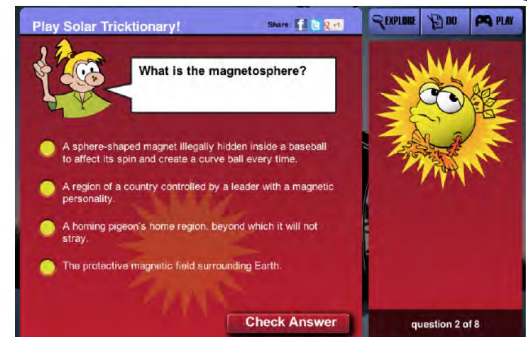 Play Solar Tricktionary!
Share:
EXPLORE
DO
PLAY
What is the magnetosphere?
A sphere-shaped magnet illegally hidden inside a baseball
to affect its spin and create a curve ball every time.
A region of a country controlled by a leader with a magnetic
personality.
A homing pigeon's home region, beyond which it will not
stray.
The protective magnetic field surrounding Earth.
Check Answer
question 2 of 8